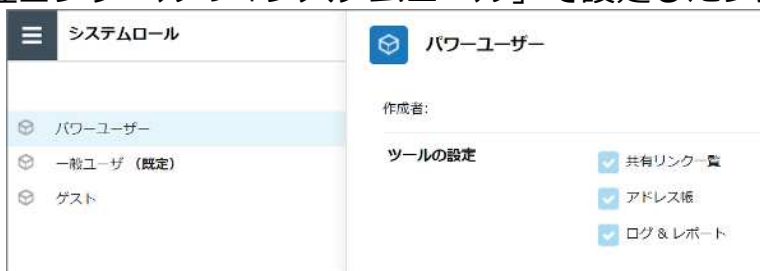 システムロール
パワーユーザー
作成者:
パワーユーザー
一般ユーザ (既定)
ゲスト
ツールの設定
共有リンク一覧
アドレス帳
ログ & レポート